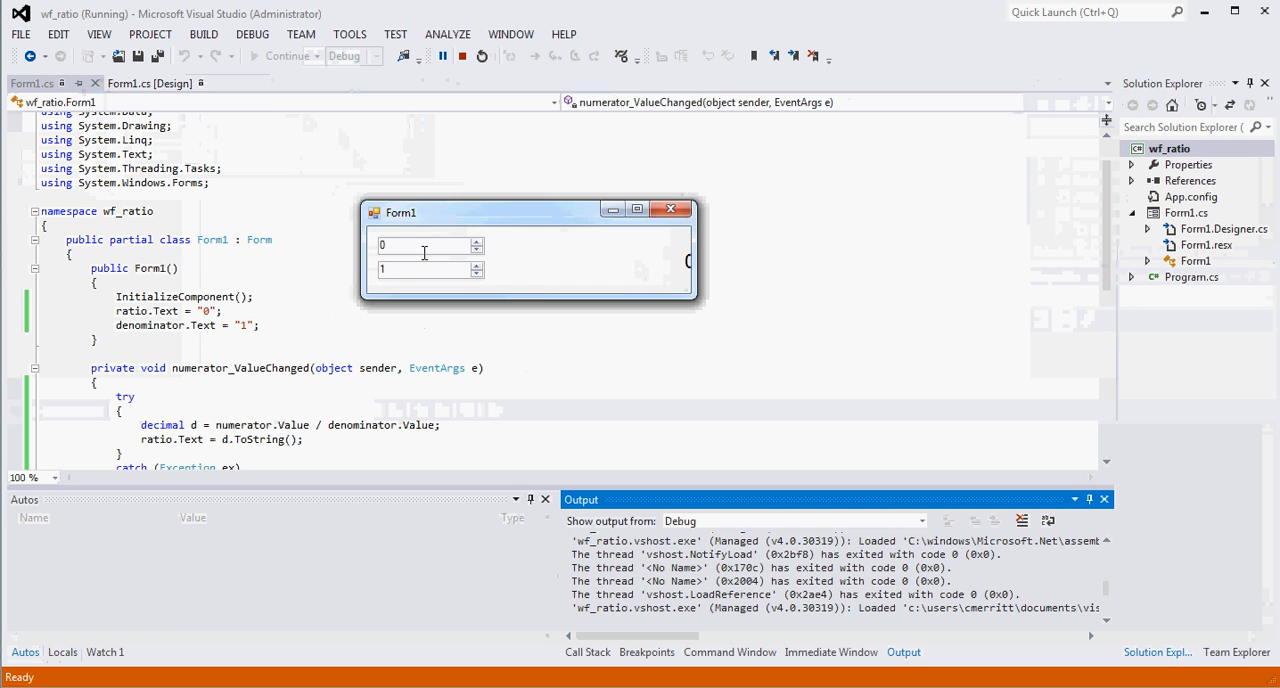 wf_ratio (Running) - Microsoft Visual Studio (Administrator)
Quick Launch (Ctrl+Q)
FILE EDIT VIEW PROJECT BUILD DEBUG TEAM TOOLS TEST ANALYZE WINDOW HELP
Continue Debug
Form1.cs Form1.cs [Design]
wf_ratio.Form1 numerator_ValueChanged(object sender, EventArgs e)
using System.Data;
using System.Drawing;
using System.Linq;
using System.Text;
using System.Threading.Tasks;
using System.Windows.Forms;
namespace wf_ratio
{
public partial class Form1 : Form
{
public Form1()
{
InitializeComponent();
ratio.Text = "0";
denominator.Text = "1";
}
private void numerator_ValueChanged(object sender, EventArgs e)
{
try
{
decimal d = numerator.Value / denominator.Value;
ratio.Text = d.ToString();
}
catch (Exception ex)
100 %
Form1
0
1
Solution Explorer
Search Solution Explorer (
wf_ratio
Properties
References
App.config
Form1.cs
Form1.Designer.cs
Form1.resx
Form1
Program.cs
Autos
Name Value Type
Output
Show output from: Debug
'wf_ratio.vshost.exe' (Managed (v4.0.30319)): Loaded 'C:\windows\Microsoft.Net\assemb
The thread 'vshost.NotifyLoad' (0x2bf8) has exited with code 0 (0x0).
The thread '<No Name>' (0x170c) has exited with code 0 (0x0).
The thread '<No Name>' (0x2004) has exited with code 0 (0x0).
The thread 'vshost.LoadReference' (0x2ae4) has exited with code 0 (0x0).
'wf_ratio.vshost.exe' (Managed (v4.0.30319)): Loaded 'c:\users\cmerritt\documents\vis
Autos Locals Watch 1
Call Stack Breakpoints Command Window Immediate Window Output
Solution Expl... Team Explorer
Ready